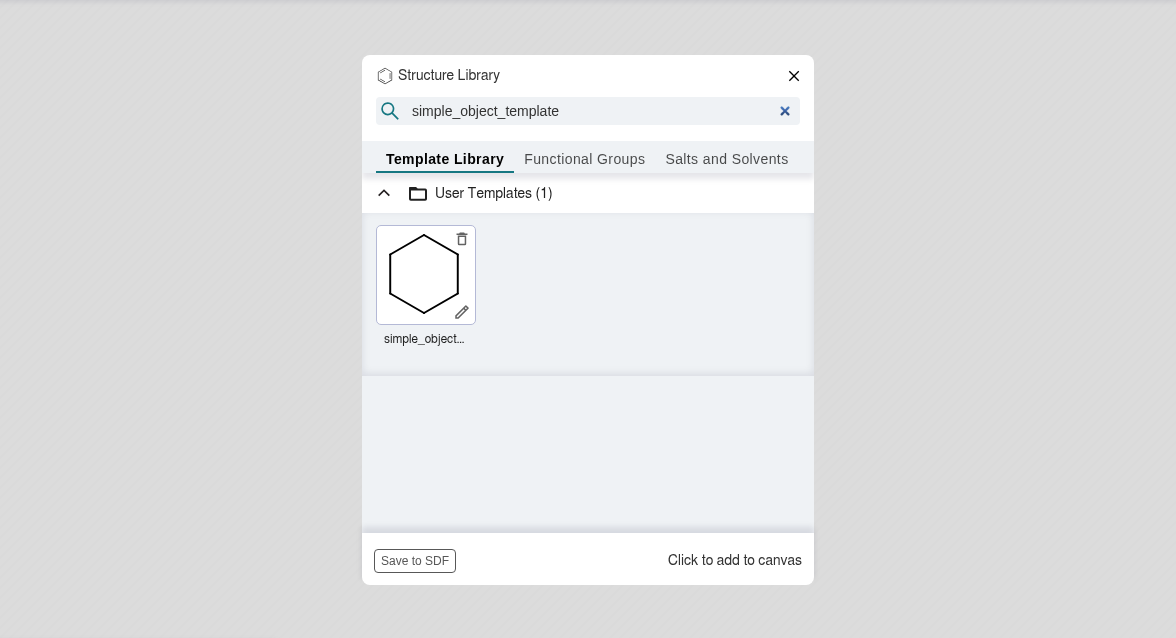 Structure Library
simple_object_template
Template Library Functional Groups Salts and Solvents
User Templates (1)
simple_object...
Save to SDF Click to add to canvas